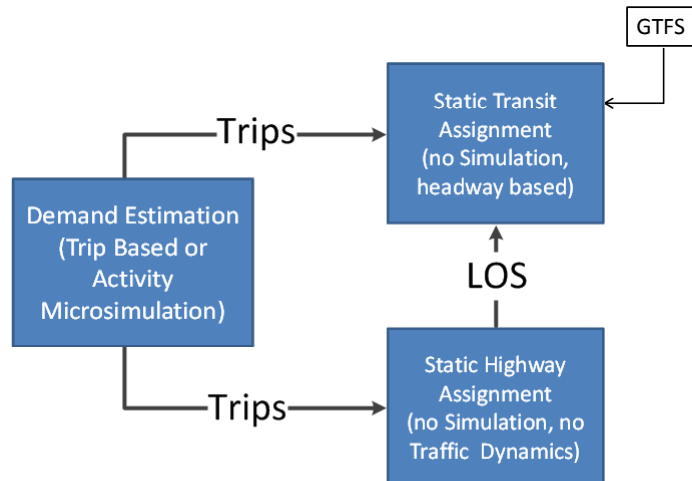 GTFS
Static Transit
Assignment
(no Simulation,
headway based)
Trips
Demand Estimation
(Trip Based or
Activity
Microsimulation)
LOS
Static Highway
Assignment
(no Simulation, no
Traffic Dynamics)
Trips